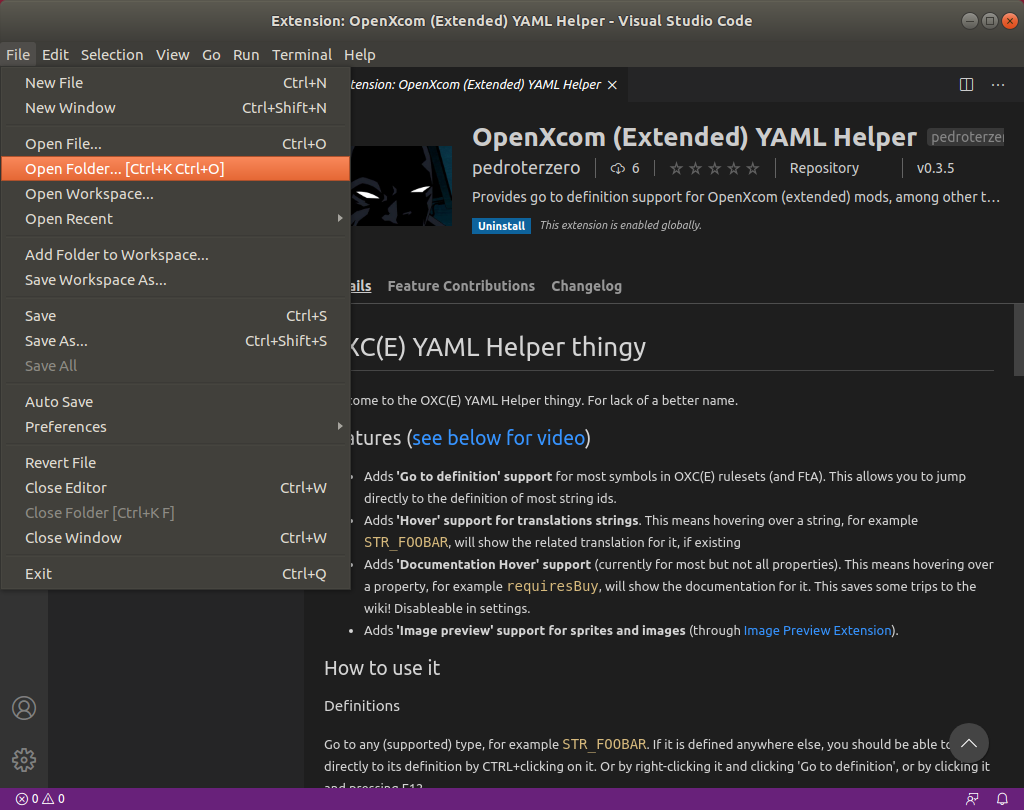 Extension: OpenXcom (Extended) YAML Helper - Visual Studio Code
File Edit Selection View Go Run Terminal Help
New File Ctrl+N
New Window Ctrl+Shift+N
Open File... Ctrl+O
Open Folder... [Ctrl+K Ctrl+O]
Open Workspace...
Open Recent
Add Folder to Workspace...
Save Workspace As...
Save Ctrl+S
Save As... Ctrl+Shift+S
Save All
Auto Save
Preferences
Revert File
Close Editor Ctrl+W
Close Folder [Ctrl+K F]
Close Window Ctrl+W
Exit Ctrl+Q
tension: OpenXcom (Extended) YAML Helper
OpenXcom (Extended) YAML Helper pedroterze
pedroterzero 6 Repository v0.3.5
Provides go to definition support for OpenXcom (extended) mods, among other t...
Uninstall This extension is enabled globally.
ails Feature Contributions Changelog
XC(E) YAML Helper thingy
ome to the OXC(E) YAML Helper thingy. For lack of a better name.
atures (see below for video)
Adds 'Go to definition' support for most symbols in OXC(E) rulesets (and FtA). This allows you to jump
directly to the definition of most string ids.
Adds 'Hover' support for translations strings. This means hovering over a string, for example
STR_FOOBAR, will show the related translation for it, if existing
Adds 'Documentation Hover' support (currently for most but not all properties). This means hovering over
a property, for example requiresBuy, will show the documentation for it. This saves some trips to the
wiki! Disableable in settings.
• Adds 'Image preview' support for sprites and images (through Image Preview Extension).
How to use it
Definitions
Go to any (supported) type, for example STR_FOOBAR. If it is defined anywhere else, you should be able to
directly to its definition by CTRL+clicking on it. Or by right-clicking it and clicking 'Go to definition', or by clicking it
and pressing F12
0 0